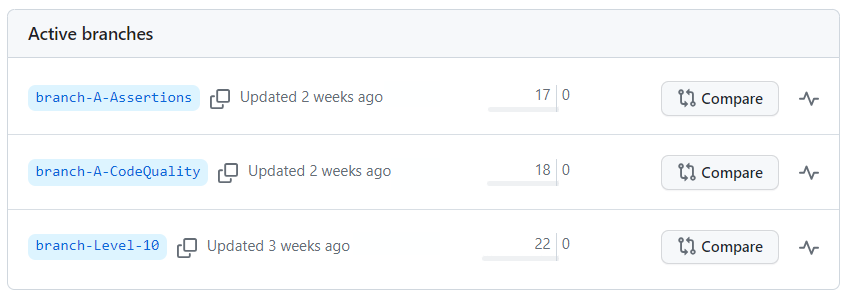 Active branches
branch-A-Assertions Updated 2 weeks ago 17 0 Compare
branch-A-CodeQuality Updated 2 weeks ago 18 0 Compare
branch-Level-10 Updated 3 weeks ago 22 0 Compare